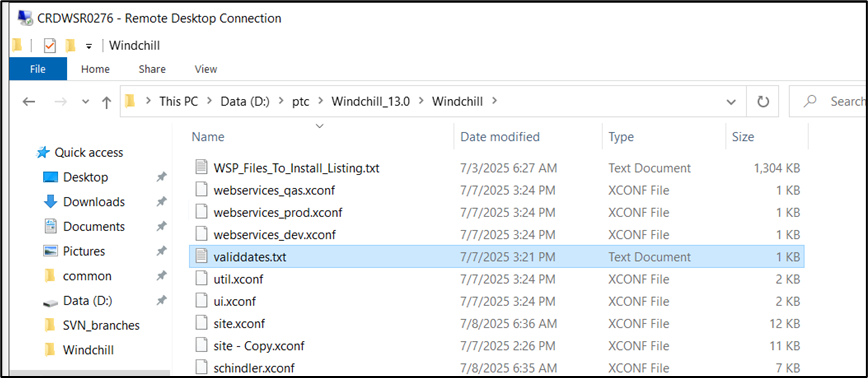 CRDWSR0276 - Remote Desktop Connection
Windchill
File Home Share View
This PC Data (D:) ptc Windchill_13.0 Windchill Search
Name Date modified Type Size
Quick access
Desktop
Downloads
Documents
Pictures
common
Data (D:)
SVN_branches
Windchill
WSP_Files_To_Install_Listing.txt 7/3/2025 6:27 AM Text Document 1,304 KB
webservices_qas.xconf 7/7/2025 3:24 PM XCONF File 1 KB
webservices_prod.xconf 7/7/2025 3:24 PM XCONF File 1 KB
webservices_dev.xconf 7/7/2025 3:24 PM XCONF File 1 KB
validdates.txt 7/7/2025 3:21 PM Text Document 1 KB
util.xconf 7/7/2025 3:24 PM XCONF File 2 KB
ui.xconf 7/7/2025 3:24 PM XCONF File 2 KB
site.xconf 7/8/2025 6:36 AM XCONF File 12 KB
site - Copy.xconf 7/7/2025 2:26 PM XCONF File 11 KB
schindler.xconf 7/8/2025 6:35 AM XCONF File 7 KB